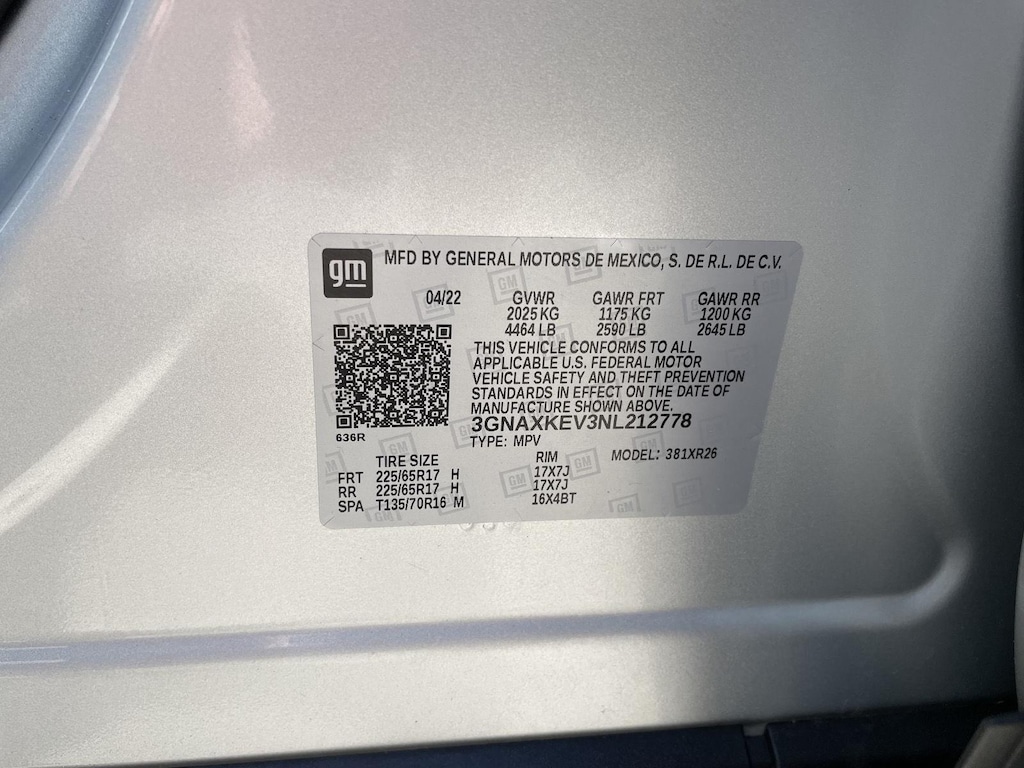 gm
MFD BY GENERAL MOTORS DE MEXICO, S. DE R.L. DE C.V.
04/22 GVWR GAWR FRT GAWR RR
2025 KG 1175 KG 1200 KG
4464 LB 2590 LB 2645 LB
THIS VEHICLE CONFORMS TO ALL
APPLICABLE U.S. FEDERAL MOTOR
VEHICLE SAFETY AND THEFT PREVENTION
STANDARDS IN EFFECT ON THE DATE OF
MANUFACTURE SHOWN ABOVE.
3GNAXKEV3NL212778
636R
TYPE: MPV
MODEL: 381XR26
TIRE SIZE RIM
FRT 225/65R17 H 17X7J
RR 225/65R17 H 17X7J
SPA T135/70R16 M 16X4BT